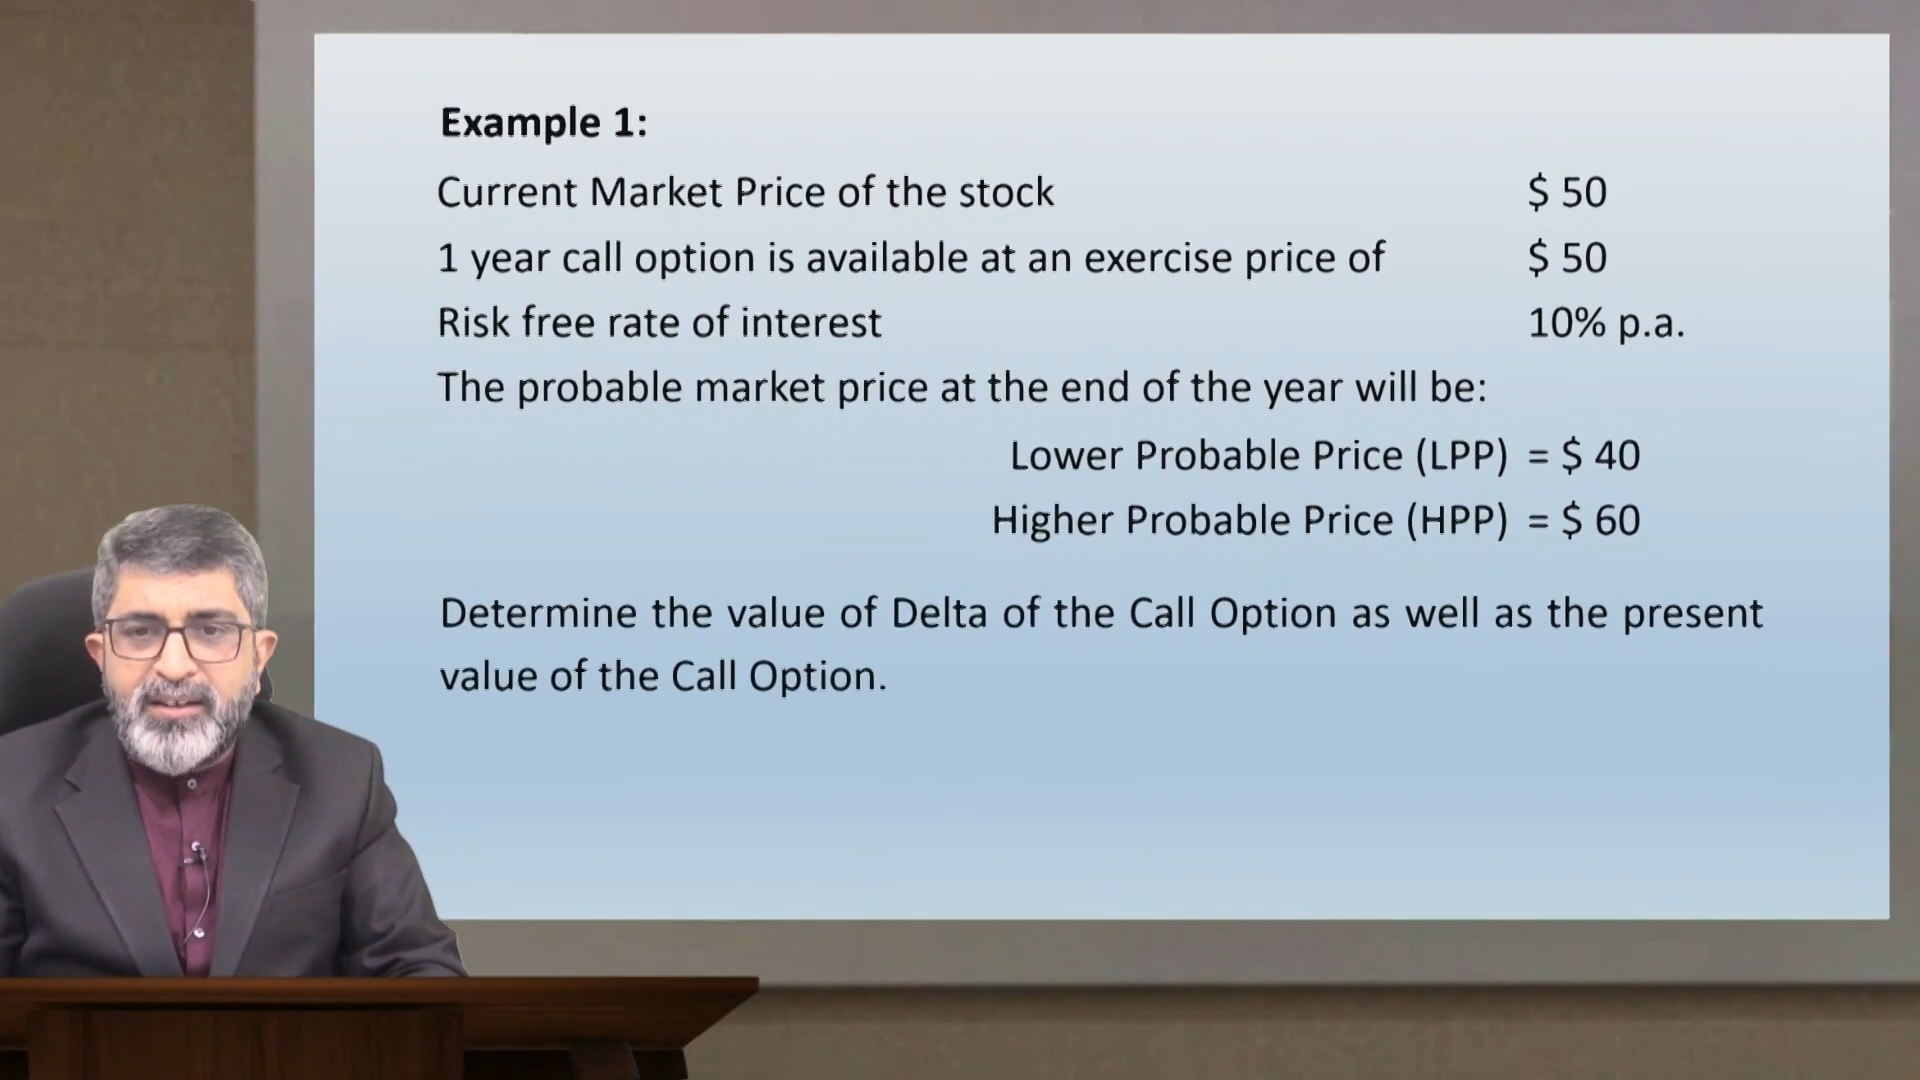 Example 1:
Current Market Price of the stock $ 50
1 year call option is available at an exercise price of $ 50
Risk free rate of interest 10% p.a.
The probable market price at the end of the year will be:
Lower Probable Price (LPP) = $ 40
Higher Probable Price (HPP) = $ 60
Determine the value of Delta of the Call Option as well as the present
value of the Call Option.